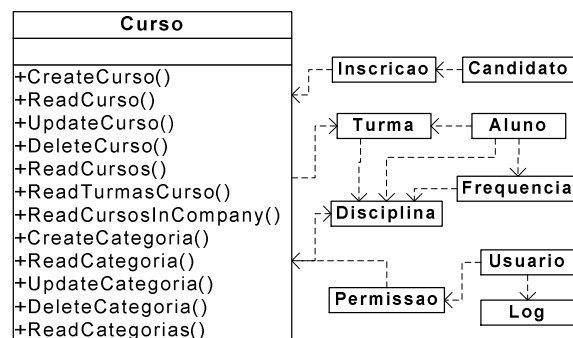 Curso
+CreateCurso()
+ReadCurso()
+UpdateCurso()
+DeleteCurso()
+ReadCursos()
+ReadTurmasCurso()
+ReadCursosInCompany()
+CreateCategoria()
+ReadCategoria()
+UpdateCategoria()
+DeleteCategoria()
+ReadCategorias()
Inscricao
Candidato
Turma
Aluno
Frequencia
Disciplina
Usuario
Permissao
Log